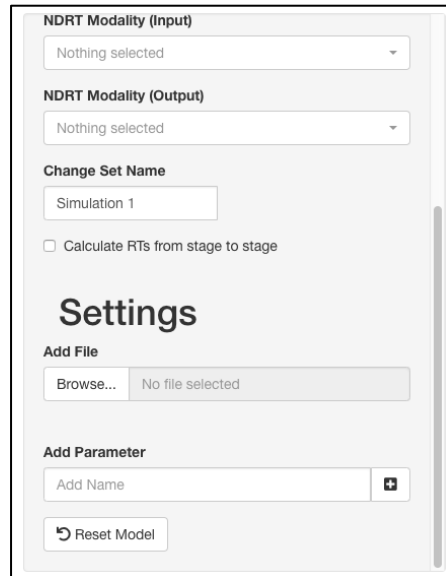 NDRT Modality (Input)
Nothing selected
NDRT Modality (Output)
Nothing selected
Change Set Name
Simulation 1
Calculate RTs from stage to stage
Settings
Add File
Browse... No file selected
Add Parameter
Add Name
Reset Model